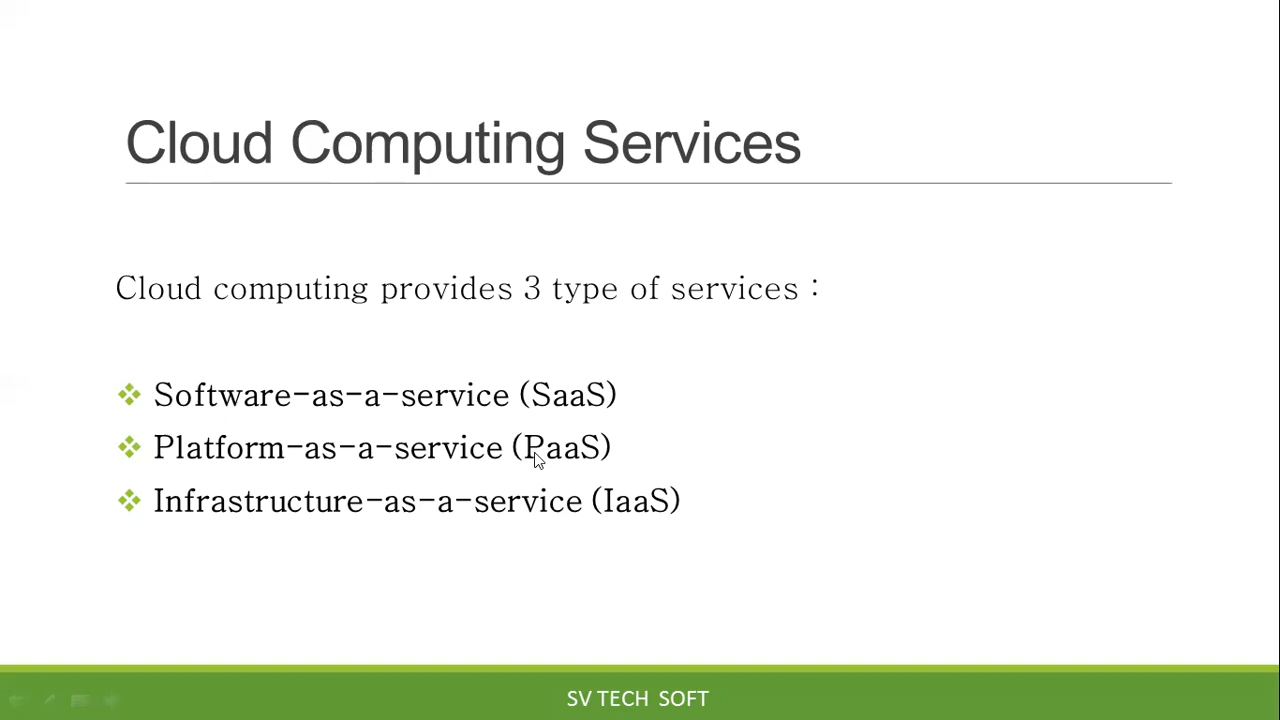 Cloud Computing Services
Cloud computing provides 3 type of services :
Software-as-a-service (SaaS)
Platform-as-a-service (PaaS)
Infrastructure-as-a-service (IaaS)
SV TECH SOFT